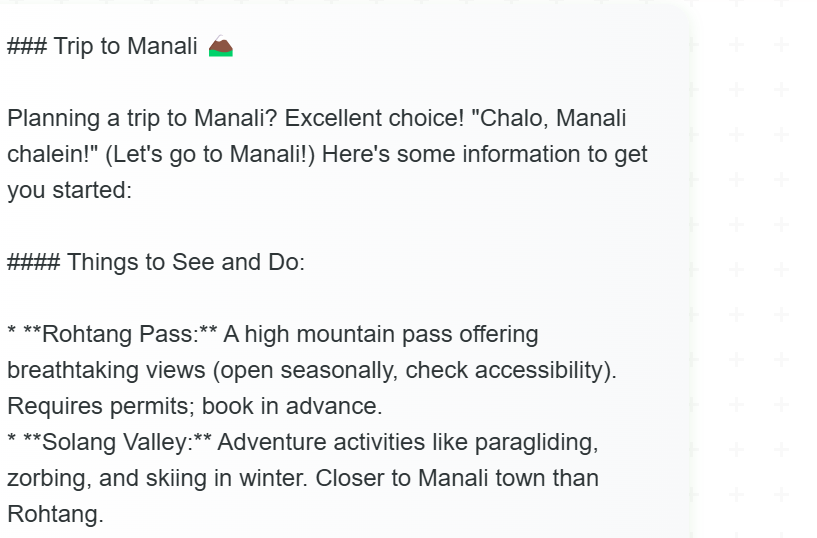 ### Trip to Manali 🏔
Planning a trip to Manali? Excellent choice! "Chalo, Manali
chalein!" (Let's go to Manali!) Here's some information to get
you started:
#### Things to See and Do:
* **Rohtang Pass:** A high mountain pass offering
breathtaking views (open seasonally, check accessibility).
Requires permits; book in advance.
* **Solang Valley:** Adventure activities like paragliding,
zorbing, and skiing in winter. Closer to Manali town than
Rohtang.